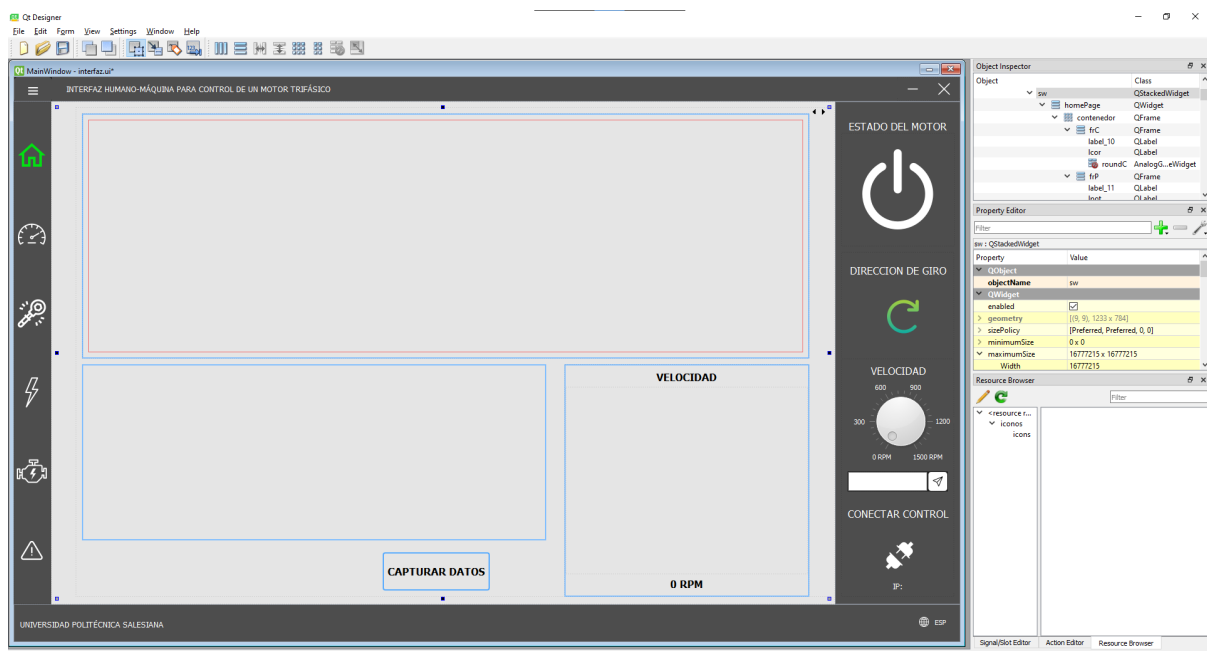 Qt Designer
File Edit Form View Settings Window Help
MainWindow - interfaz.ui*
INTERFAZ HUMANO-MÁQUINA PARA CONTROL DE UN MOTOR TRIFÁSICO
ESTADO DEL MOTOR
DIRECCION DE GIRO
VELOCIDAD
600 900
300 1200
0 RPM 1500 RPM
CONECTAR CONTROL
IP:
VELOCIDAD
0 RPM
CAPTURAR DATOS
UNIVERSIDAD POLITÉCNICA SALESIANA
ESP
Object Inspector
Object Class
sw QStackedWidget
homePage QWidget
contenedor QFrame
frC QFrame
label_10 QLabel
lcor QLabel
roundC AnalogG...eWidget
frP QFrame
label_11 QLabel
Property Editor
Filter
sw : QStackedWidget
Property Value
QObject
objectName sw
QWidget
enabled
geometry [(9, 9), 1233 x 784]
sizePolicy [Preferred, Preferred, 0, 0]
minimumSize 0 x 0
maximumSize 16777215 x 16777215
Width 16777215
Resource Browser
Filter
<resource r...
iconos
icons
Signal/Slot Editor Action Editor Resource Browser